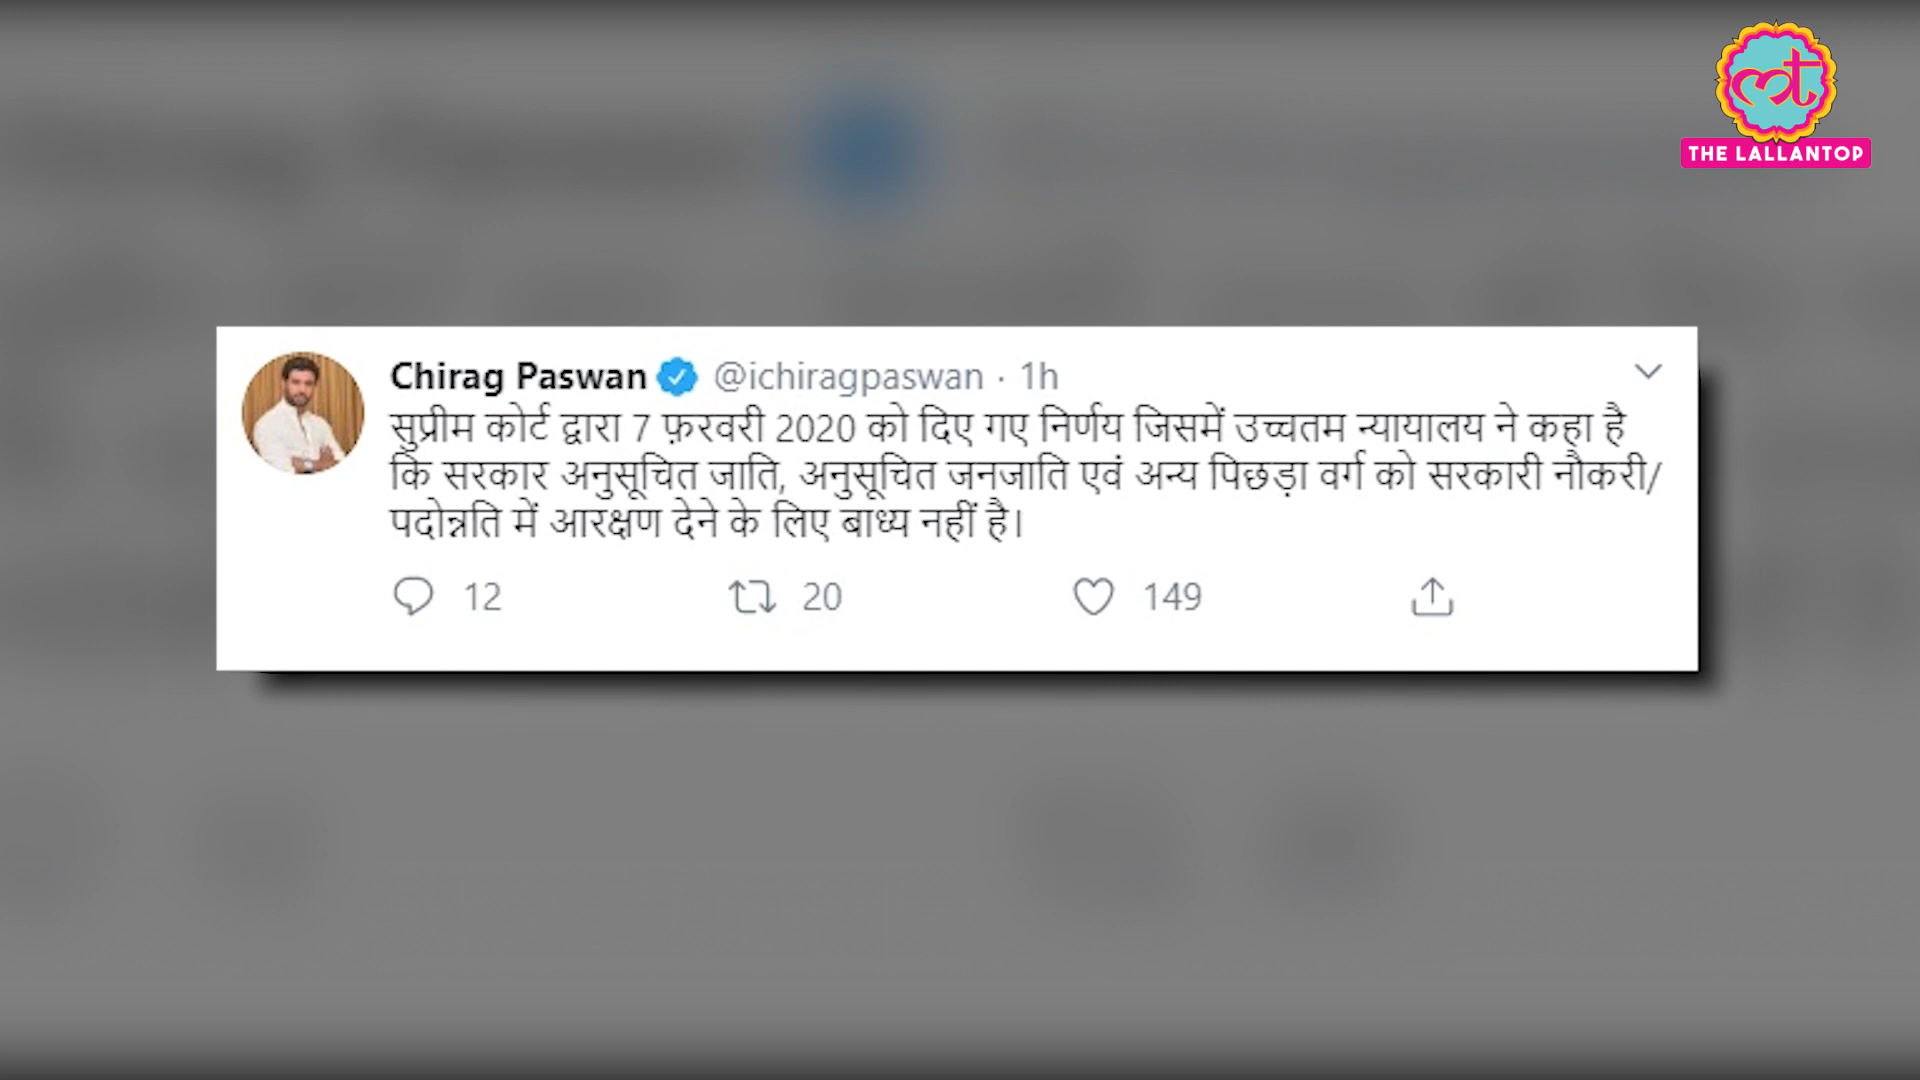 लT
THE LALLANTOP
Chirag Paswan @ichiragpaswan · 1h
सुप्रीम कोर्ट द्वारा 7 फ़रवरी 2020 को दिए गए निर्णय जिसमें उच्चतम न्यायालय ने कहा है
कि सरकार अनुसूचित जाति, अनुसूचित जनजाति एवं अन्य पिछड़ा वर्ग को सरकारी नौकरी/
पदोन्नति में आरक्षण देने के लिए बाध्य नहीं है।
12 20 149